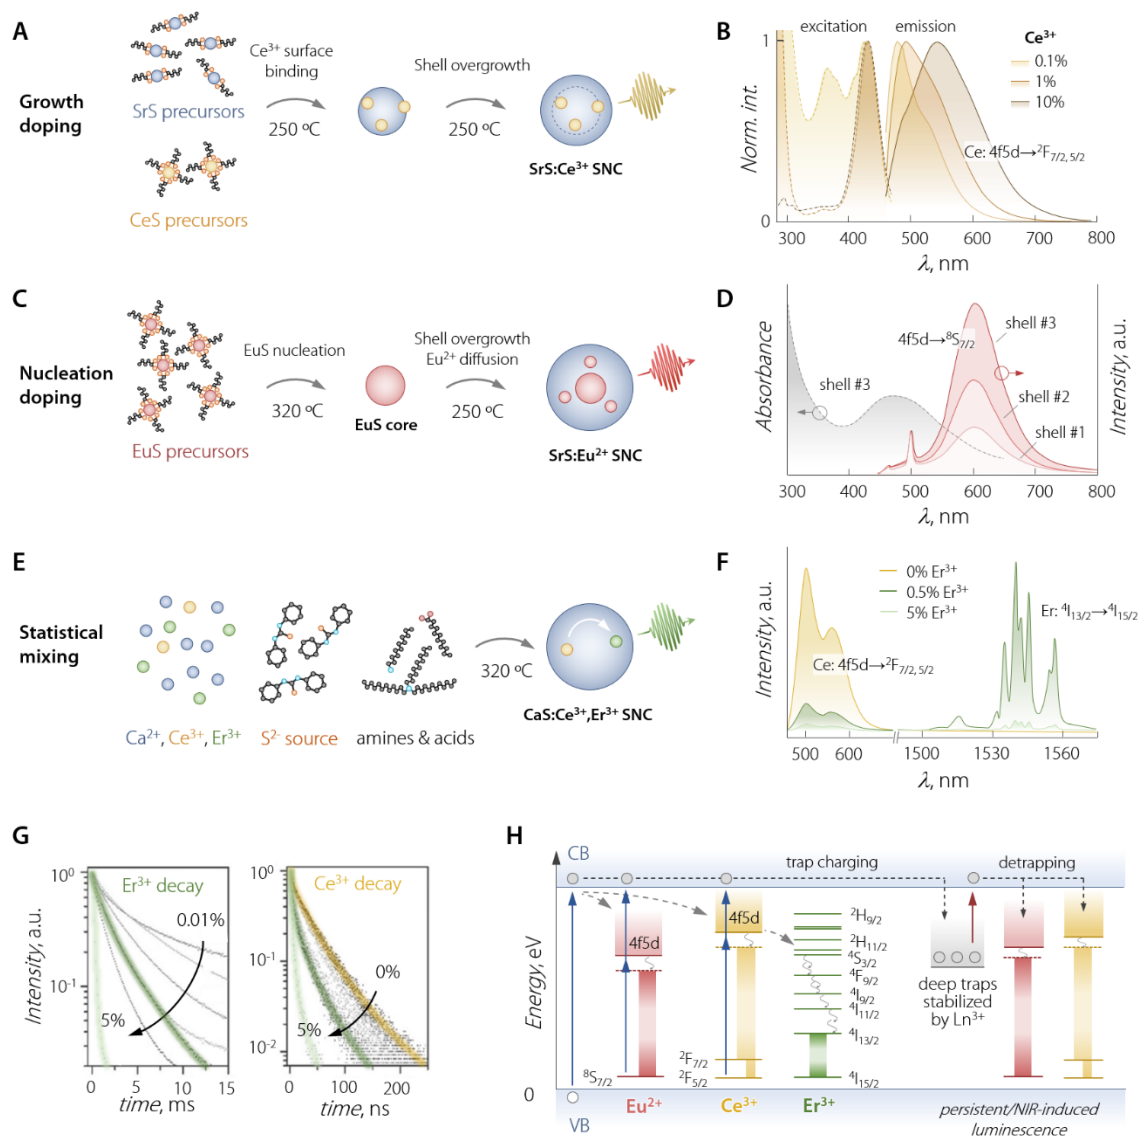 A
Growth
doping
SrS precursors
CeS precursors
Ce³⁺ surface
binding
250 ºC
Shell overgrowth
250 ºC
SrS:Ce³⁺ SNC
B
excitation
emission
Ce³⁺
0.1%
1%
10%
Ce: 4f5d→²F₇/₂, ₅/₂
Norm. int.
1
0
300 400 500 600 700 800
λ, nm
C
Nucleation
doping
EuS precursors
EuS nucleation
320 ºC
EuS core
Shell overgrowth
Eu²⁺ diffusion
250 ºC
SrS:Eu²⁺ SNC
D
Absorbance
Intensity, a.u.
4f5d→⁸S₇/₂
shell #3
shell #3
shell #2
shell #1
300 400 500 600 700 800
λ, nm
E
Statistical
mixing
Ca²⁺, Ce³⁺, Er³⁺
S²⁻ source
amines & acids
320 ºC
CaS:Ce³⁺,Er³⁺ SNC
F
Intensity, a.u.
0% Er³⁺
0.5% Er³⁺
5% Er³⁺
Er: ⁴I₁₃/₂→⁴I₁₅/₂
Ce: 4f5d→²F₇/₂, ₅/₂
500 600 1500 1530 1560
λ, nm
G
Intensity, a.u.
10⁰
10⁻¹
Er³⁺ decay
0.01%
5%
0 5 10 15
time, ms
10⁰
10⁻¹
10⁻²
Ce³⁺ decay
0%
5%
0 100 200
time, ns
H
Energy, eV
0
CB
VB
trap charging
detrapping
4f5d
4f5d
⁸S₇/₂
²F₇/₂
²F₅/₂
²H₉/₂
²H₁₁/₂
⁴S₃/₂
⁴F₉/₂
⁴I₉/₂
⁴I₁₁/₂
⁴I₁₃/₂
⁴I₁₅/₂
Eu²⁺
Ce³⁺
Er³⁺
deep traps
stabilized
by Ln³⁺
persistent/NIR-induced
luminescence